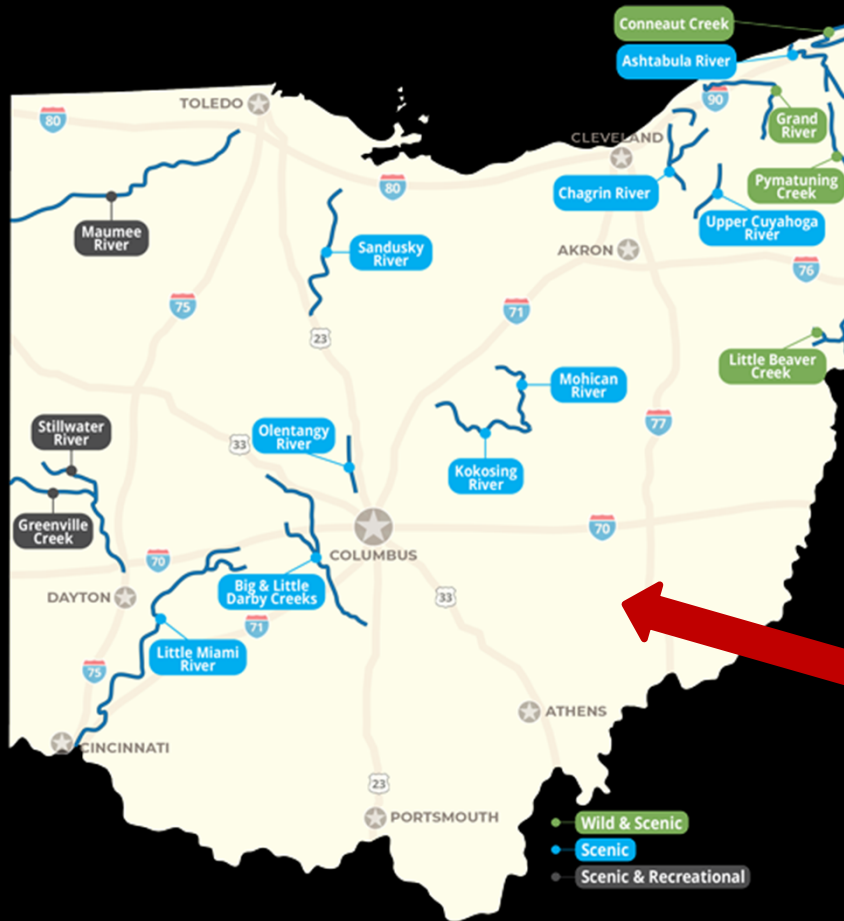 Conneaut Creek
Ashtabula River
90
80
TOLEDO
Grand
River
CLEVELAND
80
Chagrin River
Pymatuning
Creek
Maumee
River
Upper Cuyahoga
River
Sandusky
River
AKRON
76
75
71
23
Little Beaver
Creek
Mohican
River
77
Stillwater
River
Olentangy
River
33
Kokosing
River
Greenville
Creek
70
COLUMBUS
70
DAYTON
Big & Little
Darby Creeks
33
71
Little Miami
River
75
ATHENS
CINCINNATI
23
PORTSMOUTH
Wild & Scenic
Scenic
Scenic & Recreational